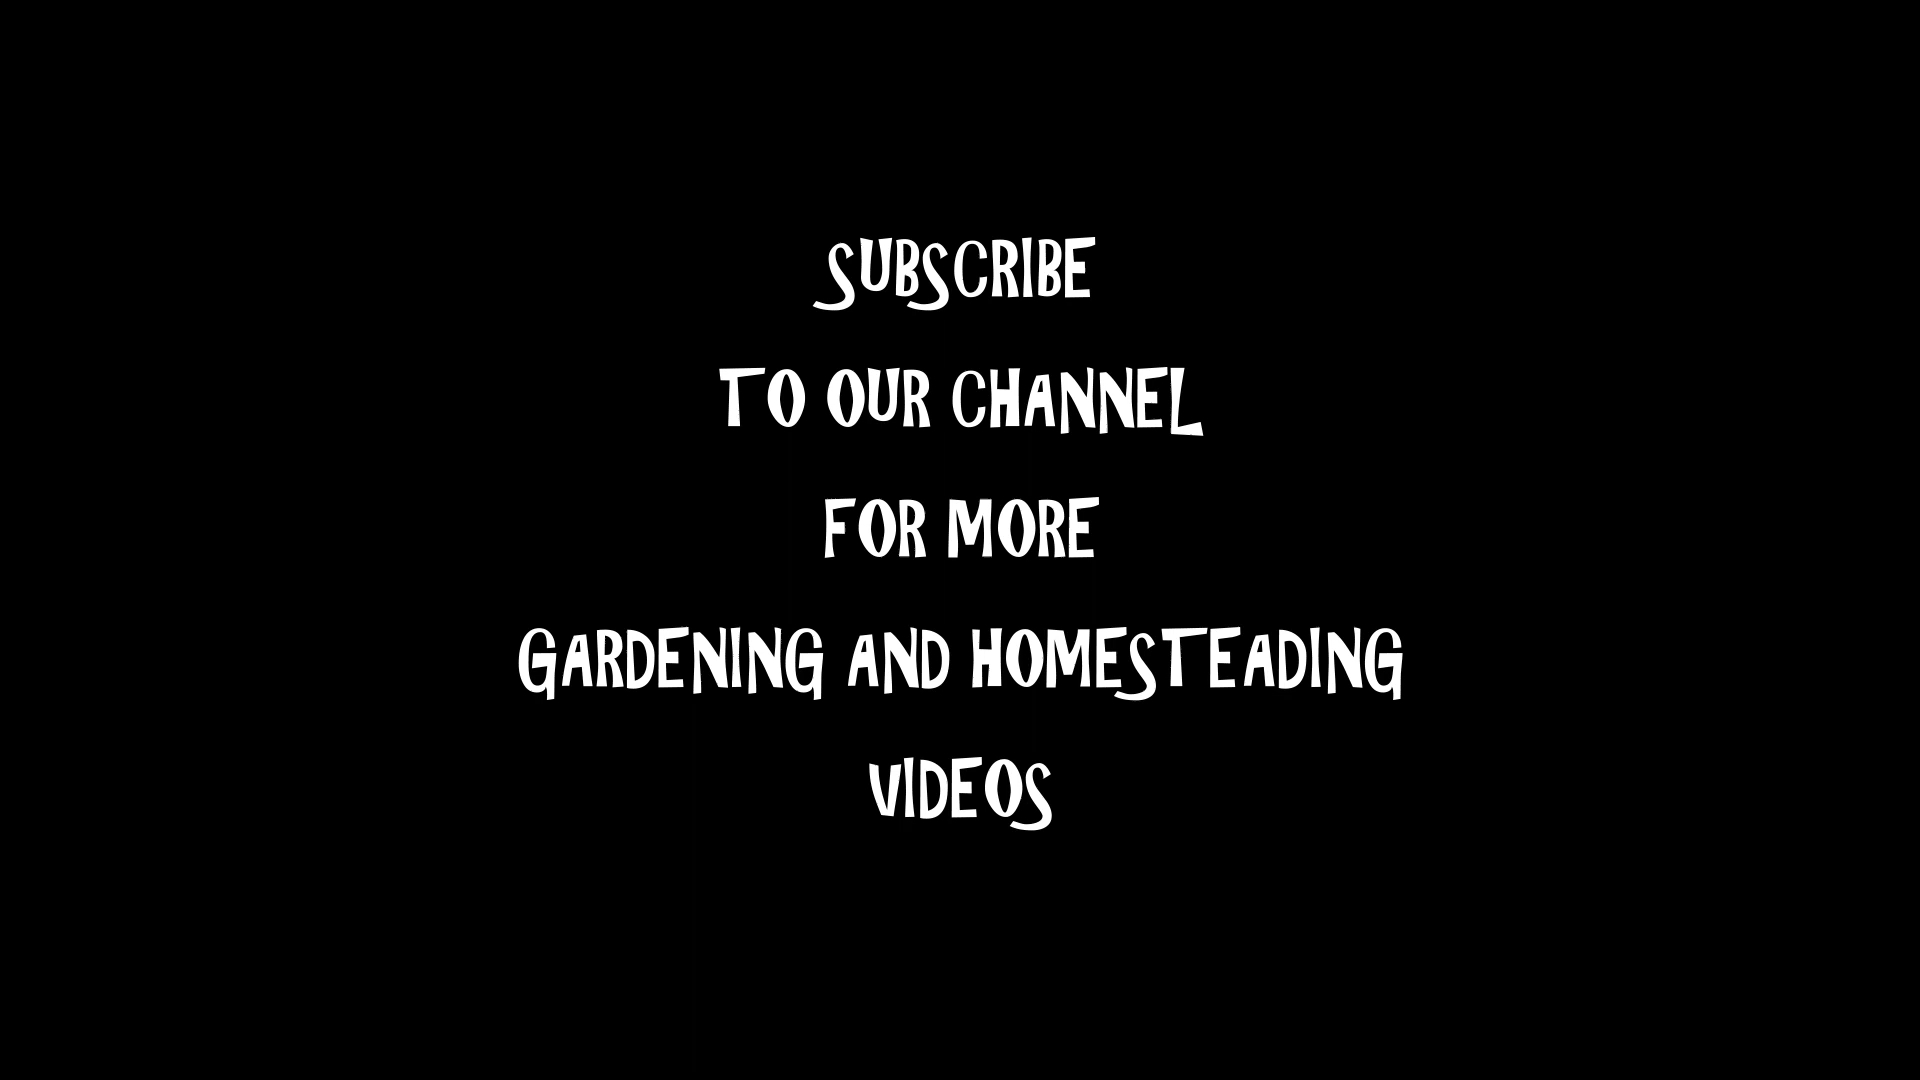 SUBSCRIBE
TO OUR CHANNEL
FOR MORE
GARDENING AND HOMESTEADING
VIDEOS